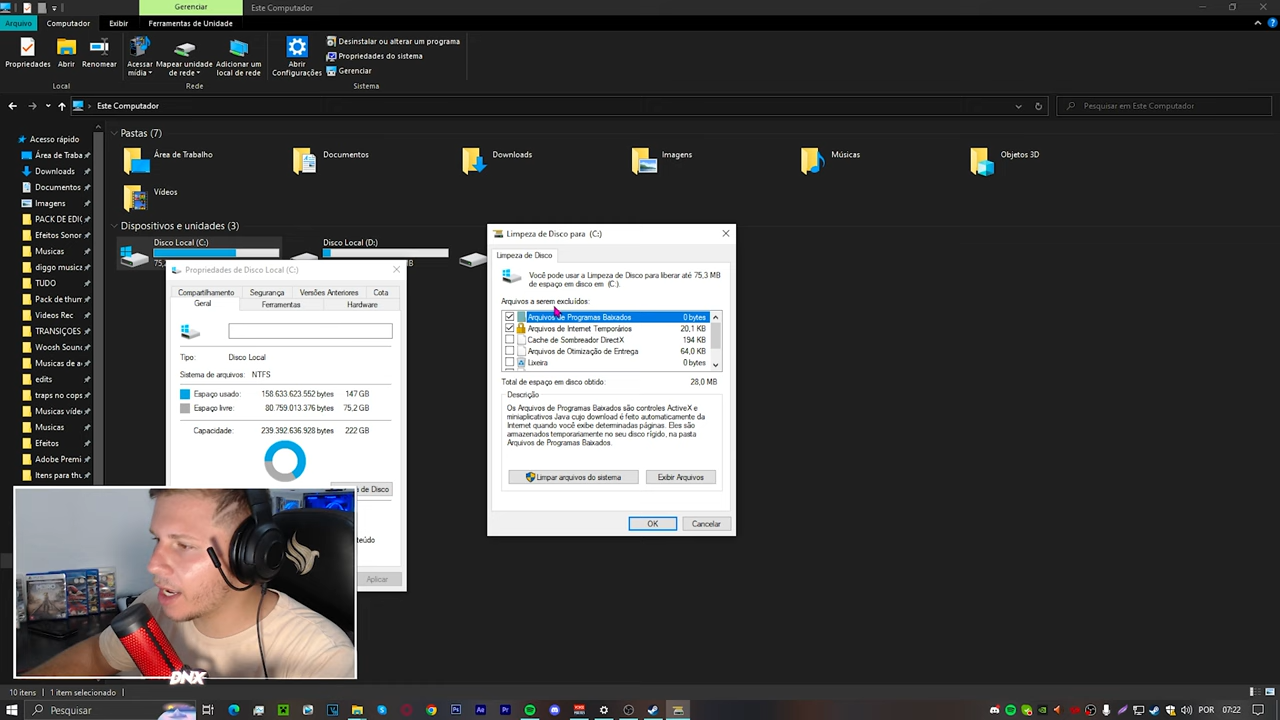 Gerenciar
Este Computador
Arquivo
Computador
Exibir
Ferramentas de Unidade
Propriedades
Abrir
Renomear
Acessar mídia
Mapear unidade de rede
Adicionar um local de rede
Abrir Configurações
Desinstalar ou alterar um programa
Propriedades do sistema
Gerenciar
Local
Rede
Sistema
Este Computador
Pesquisar em Este Computador
Acesso rápido
Área de Traba
Downloads
Documentos
Imagens
PACK DE EDIC
Efeitos Sonor
Musicas
diggo musica
TUDO
Pack de thum
Videos Rec
TRANSIÇÕES
Woosh Sound
Musicas de a
edits
traps no cops
Musicas video
Musicas
Efeitos
Adobe Premi
Itens para thu
Pastas (7)
Área de Trabalho
Documentos
Downloads
Imagens
Músicas
Objetos 3D
Vídeos
Dispositivos e unidades (3)
Disco Local (C:)
Disco Local (D:)
Propriedades de Disco Local (C:)
Compartilhamento
Segurança
Versões Anteriores
Cota
Geral
Ferramentas
Hardware
Tipo:
Disco Local
Sistema de arquivos:
NTFS
Espaço usado:
158.633.623.552 bytes
147 GB
Espaço livre:
80.759.013.376 bytes
75,2 GB
Capacidade:
239.392.636.928 bytes
222 GB
a de Disco
Aplicar
Limpeza de Disco para (C:)
Limpeza de Disco
Você pode usar a Limpeza de Disco para liberar até 75,3 MB
de espaço em disco em (C:).
Arquivos a serem excluídos:
Arquivos de Programas Baixados
0 bytes
Arquivos de Internet Temporários
20,1 KB
Cache de Sombreador DirectX
194 KB
Arquivos de Otimização de Entrega
64,0 KB
Lixeira
0 bytes
Total de espaço em disco obtido:
28,0 MB
Descrição
Os Arquivos de Programas Baixados são controles ActiveX e
miniaplicativos Java cujo download é feito automaticamente da
Internet quando você exibe determinadas páginas. Eles são
armazenados temporariamente no seu disco rígido, na pasta
Arquivos de Programas Baixados.
Limpar arquivos do sistema
Exibir Arquivos
OK
Cancelar
DNX
10 itens
1 item selecionado
Pesquisar
POR
09:22